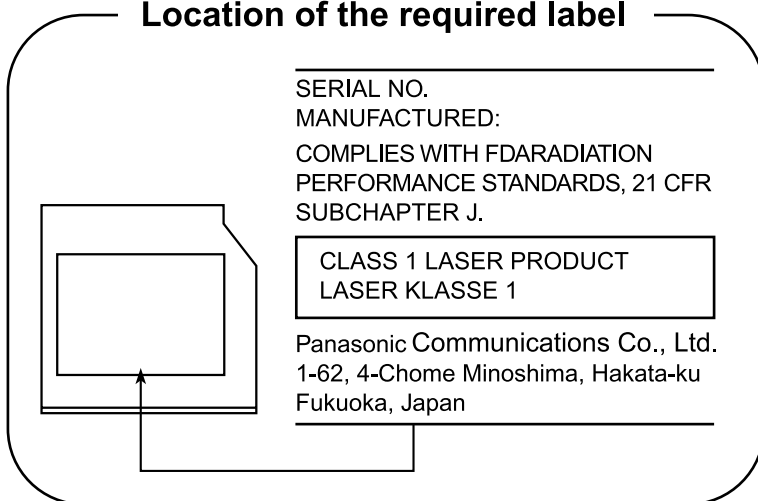 Location of the required label
SERIAL NO.
MANUFACTURED:
COMPLIES WITH FDARADIATION
PERFORMANCE STANDARDS, 21 CFR
SUBCHAPTER J.
CLASS 1 LASER PRODUCT
LASER KLASSE 1
Panasonic Communications Co., Ltd.
1-62, 4-Chome Minoshima, Hakata-ku
Fukuoka, Japan